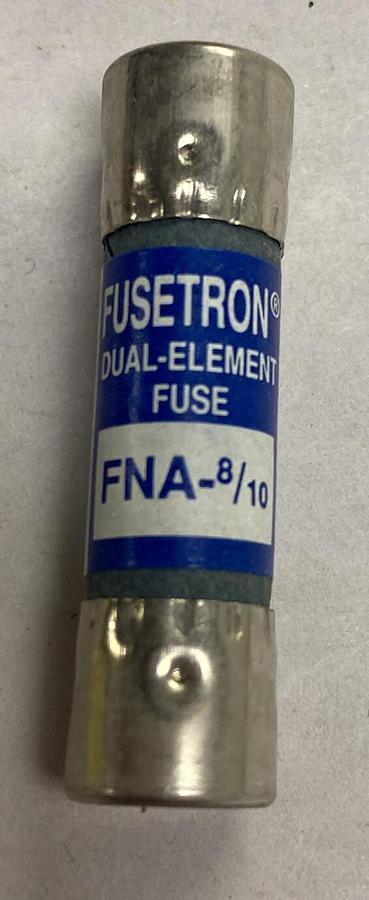 FUSETRON®
DUAL-ELEMENT
FUSE
FNA-8/10